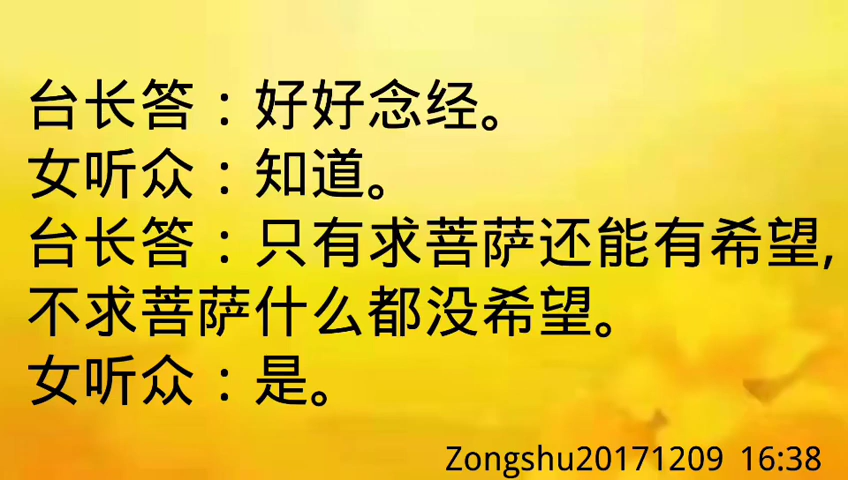 台长答：好好念经。
女听众：知道。
台长答：只有求菩萨还能有希望,
不求菩萨什么都没希望。
女听众：是。
Zongshu20171209 16:38